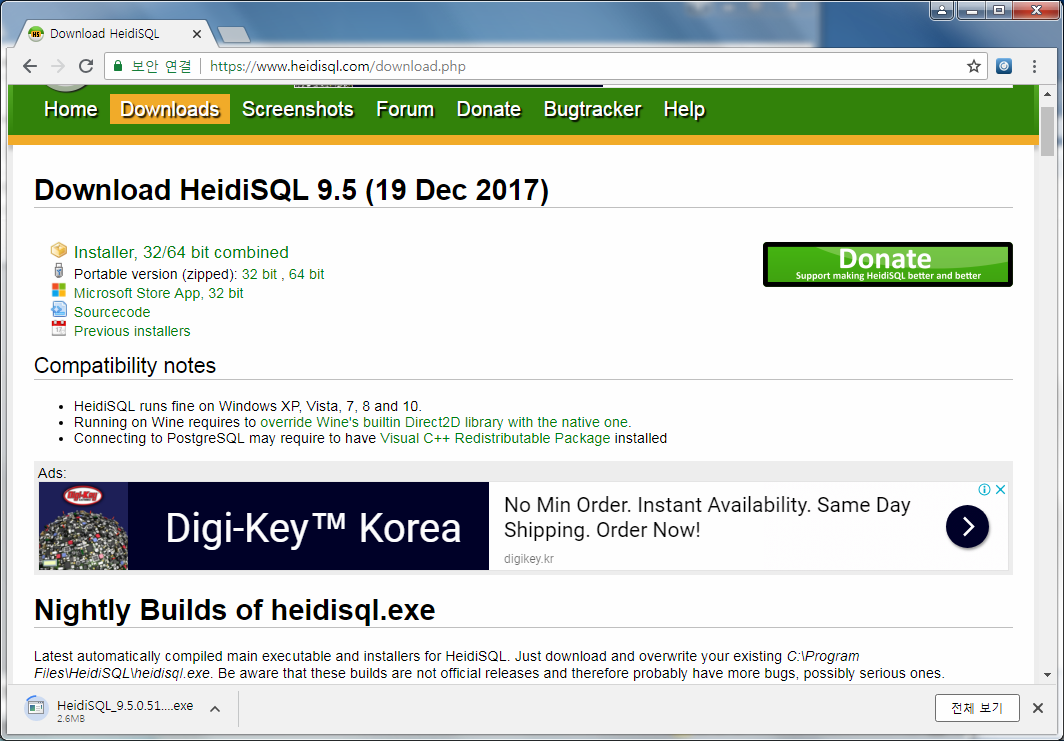 Download HeidiSQL
보안 연결 https://www.heidisql.com/download.php
Home Downloads Screenshots Forum Donate Bugtracker Help
Download HeidiSQL 9.5 (19 Dec 2017)
Installer, 32/64 bit combined
Portable version (zipped): 32 bit , 64 bit
Microsoft Store App, 32 bit
Sourcecode
Previous installers
Donate
Support making HeidiSQL better and better
Compatibility notes
• HeidiSQL runs fine on Windows XP, Vista, 7, 8 and 10.
• Running on Wine requires to override Wine's builtin Direct2D library with the native one.
• Connecting to PostgreSQL may require to have Visual C++ Redistributable Package installed
Ads:
Digi-Key
Digi-Key™ Korea
No Min Order. Instant Availability. Same Day
Shipping. Order Now!
digikey.kr
Nightly Builds of heidisql.exe
Latest automatically compiled main executable and installers for HeidiSQL. Just download and overwrite your existing C:\Program
Files\HeidiSQL\heidisql.exe. Be aware that these builds are not official releases and therefore probably have more bugs, possibly serious ones.
HeidiSQL_9.5.0.51....exe
2.6MB
전체 보기